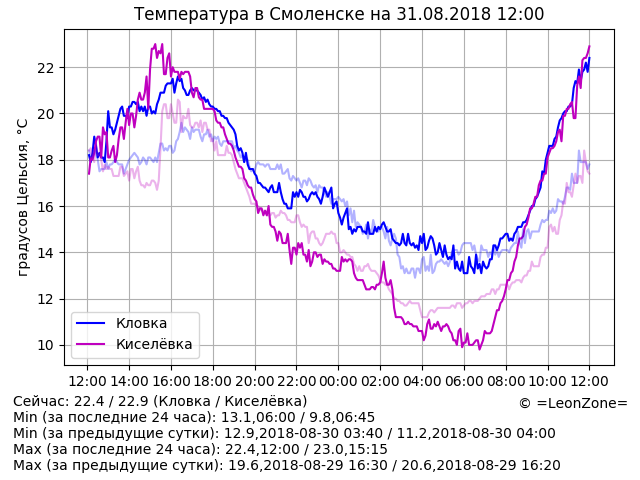 Температура в Смоленске на 31.08.2018 12:00
градусов Цельсия, °C
22
20
18
16
14
12
10
Кловка
Киселёвка
12:00 14:00 16:00 18:00 20:00 22:00 00:00 02:00 04:00 06:00 08:00 10:00 12:00
Сейчас: 22.4 / 22.9 (Кловка / Киселёвка)
© =LeonZone=
Min (за последние 24 часа): 13.1,06:00 / 9.8,06:45
Min (за предыдущие сутки): 12.9,2018-08-30 03:40 / 11.2,2018-08-30 04:00
Max (за последние 24 часа): 22.4,12:00 / 23.0,15:15
Max (за предыдущие сутки): 19.6,2018-08-29 16:30 / 20.6,2018-08-29 16:20